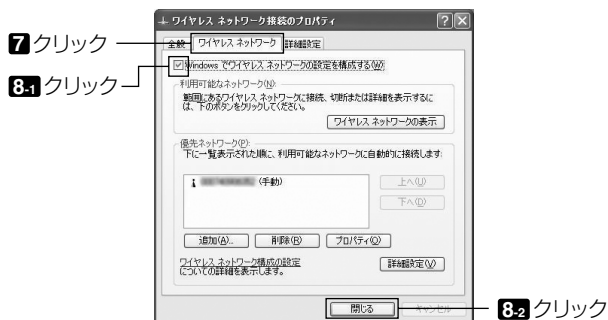 ワイヤレス ネットワーク接続のプロパティ
7 クリック
全般 ワイヤレス ネットワーク 詳細設定
8-1 クリック
Windows でワイヤレス ネットワークの設定を構成する(W)
利用可能なネットワーク(N):
範囲にあるワイヤレス ネットワークに接続、切断または詳細を表示するに
は、下のボタンをクリックしてください。
ワイヤレス ネットワークの表示
優先ネットワーク(P):
下に一覧表示された順に、利用可能なネットワークに自動的に接続します:
(手動)
上へ(U)
下へ(D)
追加(A)... 削除(R) プロパティ(O)
ワイヤレス ネットワーク構成の設定
についての詳細を表示します。
詳細設定(V)
閉じる キャンセル
8-2 クリック